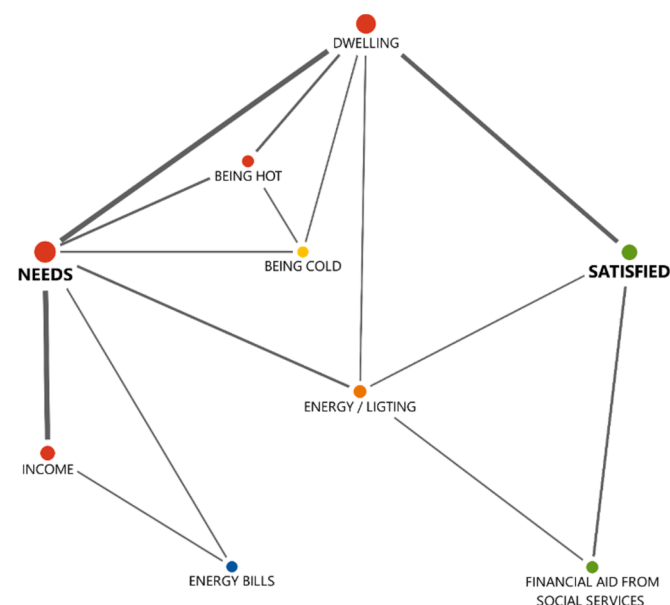 DWELLING
BEING HOT
BEING COLD
NEEDS
SATISFIED
ENERGY / LIGTING
INCOME
ENERGY BILLS
FINANCIAL AID FROM
SOCIAL SERVICES